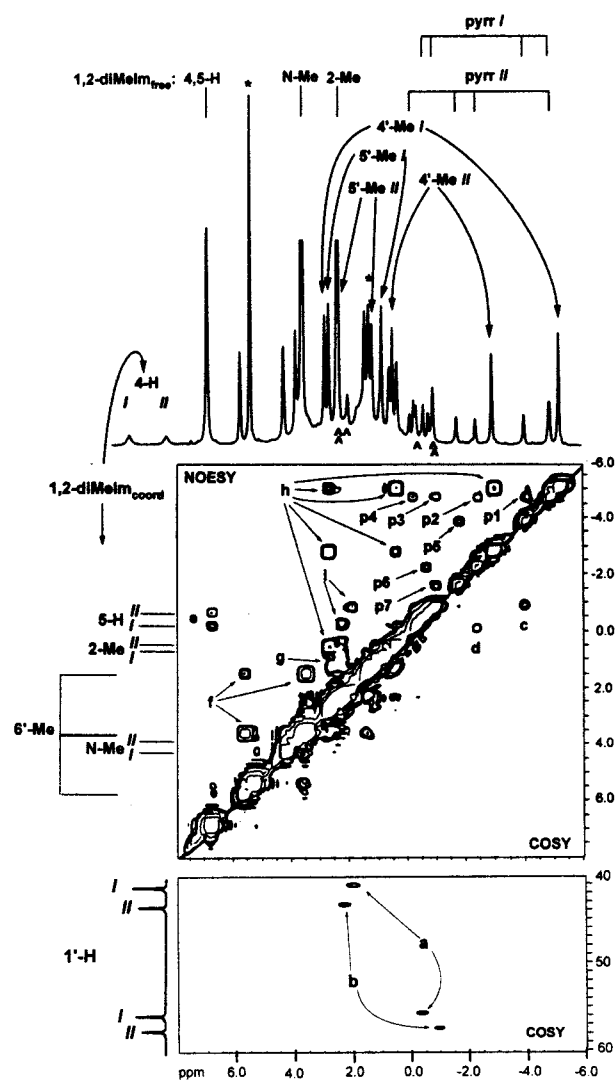 pyrr I
1,2-diMeIm free: 4,5-H * N-Me 2-Me pyrr II
4'-Me I
5'-Me I
5'-Me II 4'-Me II
*
4-H
I II
^ ^ ^ ^
^ ^
1,2-diMeIm coord
NOESY -6.0
h
p4 p3 p2 p1 -4.0
p5
i p6 -2.0
p7
5-H II I e c 0.0
2-Me II I g d
f 2.0
6'-Me
N-Me II I 4.0
6.0
COSY
40
I
II
a
1'-H b 50
I
II COSY 60
ppm 6.0 4.0 2.0 0.0 -2.0 -4.0 -6.0